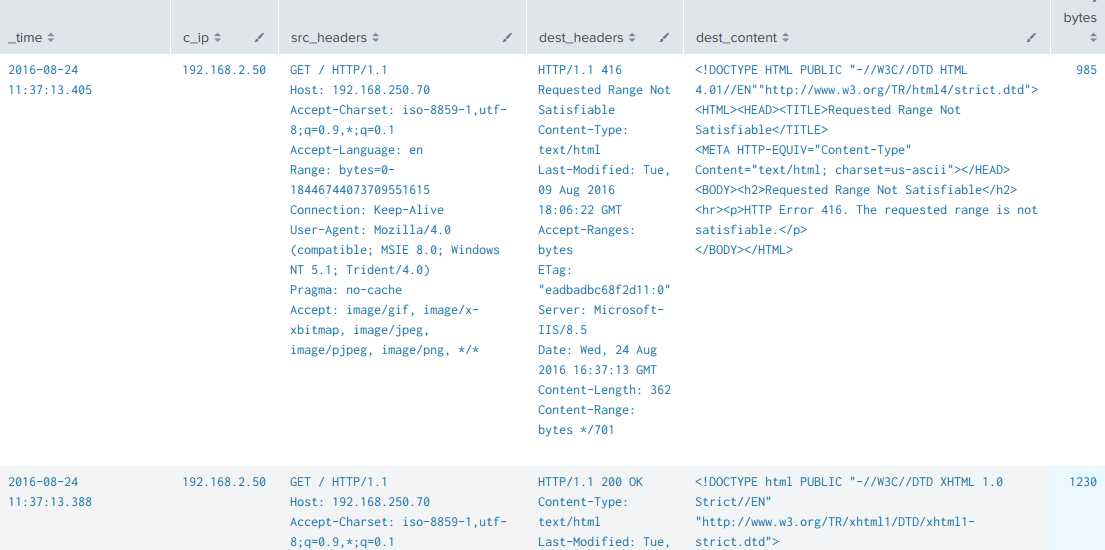 bytes
_time c_ip src_headers dest_headers dest_content
2016-08-24
11:37:13.405
192.168.2.50
GET / HTTP/1.1
Host: 192.168.250.70
Accept-Charset: iso-8859-1,utf-
8;q=0.9,*;q=0.1
Accept-Language: en
Range: bytes=0-
18446744073709551615
Connection: Keep-Alive
User-Agent: Mozilla/4.0
(compatible; MSIE 8.0; Windows
NT 5.1; Trident/4.0)
Pragma: no-cache
Accept: image/gif, image/x-
xbitmap, image/jpeg,
image/pjpeg, image/png, */*
HTTP/1.1 416
Requested Range Not
Satisfiable
Content-Type:
text/html
Last-Modified: Tue,
09 Aug 2016
18:06:22 GMT
Accept-Ranges:
bytes
ETag:
"eadbadbc68f2d11:0"
Server: Microsoft-
IIS/8.5
Date: Wed, 24 Aug
2016 16:37:13 GMT
Content-Length: 362
Content-Range:
bytes */701
<!DOCTYPE HTML PUBLIC "-//W3C//DTD HTML
4.01//EN""http://www.w3.org/TR/html4/strict.dtd">
<HTML><HEAD><TITLE>Requested Range Not
Satisfiable</TITLE>
<META HTTP-EQUIV="Content-Type"
Content="text/html; charset=us-ascii"></HEAD>
<BODY><h2>Requested Range Not Satisfiable</h2>
<hr><p>HTTP Error 416. The requested range is not
satisfiable.</p>
</BODY></HTML>
985
2016-08-24
11:37:13.388
192.168.2.50
GET / HTTP/1.1
Host: 192.168.250.70
Accept-Charset: iso-8859-1,utf-
8;q=0.9,*;q=0.1
HTTP/1.1 200 OK
Content-Type:
text/html
Last-Modified: Tue,
<!DOCTYPE html PUBLIC "-//W3C//DTD XHTML 1.0
Strict//EN"
"http://www.w3.org/TR/xhtml1/DTD/xhtml1-
strict.dtd">
1230